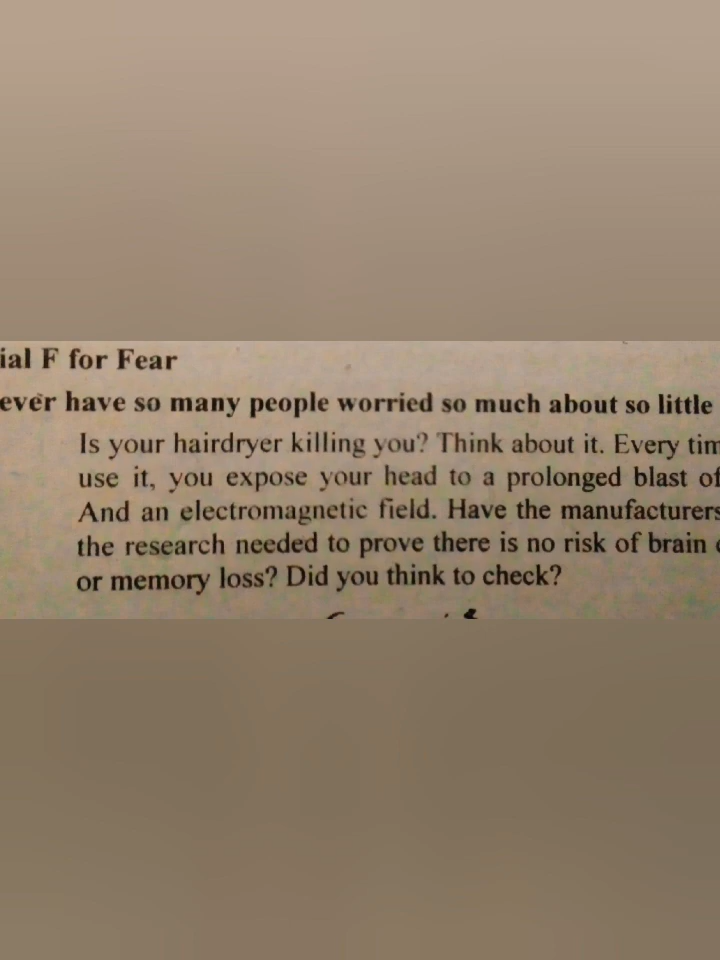 ial F for Fear
ever have so many people worried so much about so little
Is your hairdryer killing you? Think about it. Every tim
use it, you expose your head to a prolonged blast of
And an electromagnetic field. Have the manufacturers
the research needed to prove there is no risk of brain
or memory loss? Did you think to check?